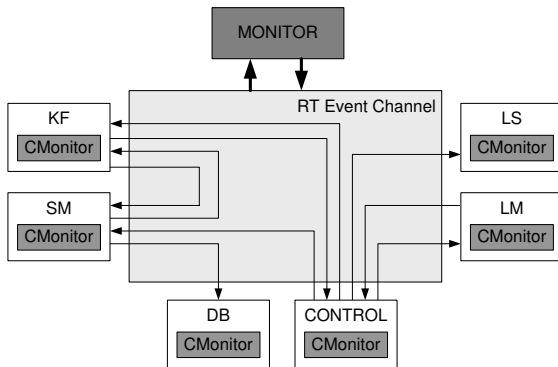 MONITOR
RT Event Channel
KF
CMonitor
LS
CMonitor
SM
CMonitor
LM
CMonitor
DB
CMonitor
CONTROL
CMonitor